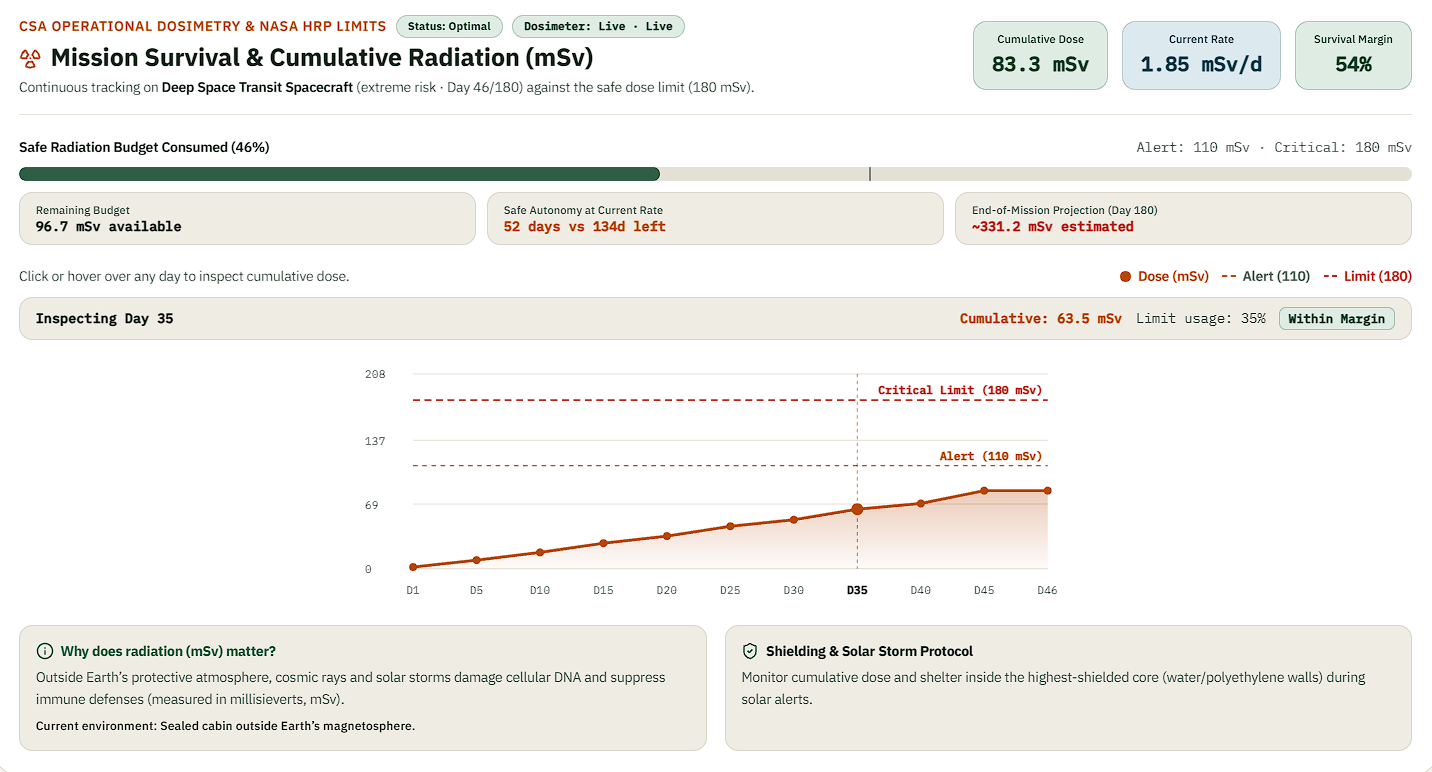 CSA OPERATIONAL DOSIMETRY & NASA HRP LIMITS
Status: Optimal
Dosimeter: Live · Live
Mission Survival & Cumulative Radiation (mSv)
Continuous tracking on Deep Space Transit Spacecraft (extreme risk · Day 46/180) against the safe dose limit (180 mSv).
Cumulative Dose
83.3 mSv
Current Rate
1.85 mSv/d
Survival Margin
54%
Safe Radiation Budget Consumed (46%)
Alert: 110 mSv · Critical: 180 mSv
Remaining Budget
96.7 mSv available
Safe Autonomy at Current Rate
52 days vs 134d left
End-of-Mission Projection (Day 180)
~331.2 mSv estimated
Click or hover over any day to inspect cumulative dose.
Dose (mSv)
Alert (110)
Limit (180)
Inspecting Day 35
Cumulative: 63.5 mSv
Limit usage: 35%
Within Margin
208
Critical Limit (180 mSv)
137
Alert (110 mSv)
69
0
D1 D5 D10 D15 D20 D25 D30 D35 D40 D45 D46
Why does radiation (mSv) matter?
Outside Earth's protective atmosphere, cosmic rays and solar storms damage cellular DNA and suppress
immune defenses (measured in millisieverts, mSv).
Current environment: Sealed cabin outside Earth's magnetosphere.
Shielding & Solar Storm Protocol
Monitor cumulative dose and shelter inside the highest-shielded core (water/polyethylene walls) during
solar alerts.